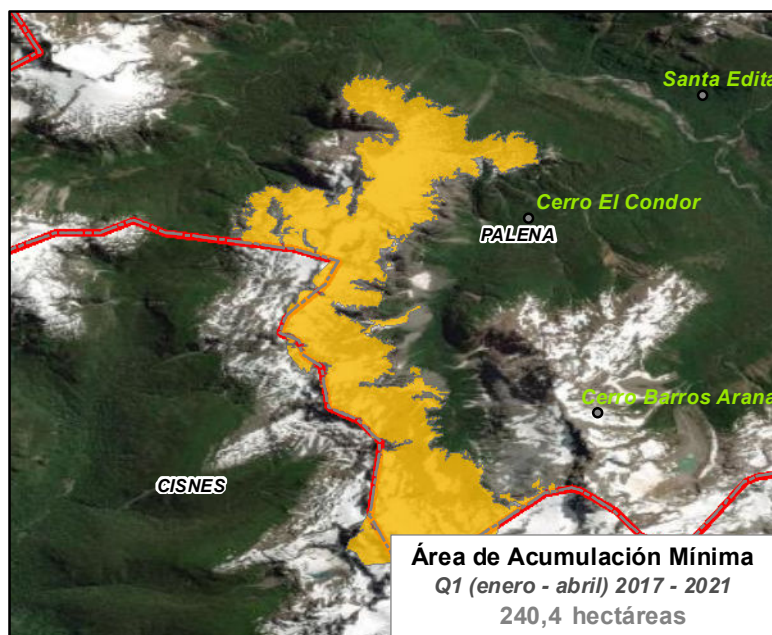 Santa Edita
Cerro El Condor
PALENA
Cerro Barros Arana
CISNES
Área de Acumulación Mínima
Q1 (enero - abril) 2017 - 2021
240,4 hectáreas